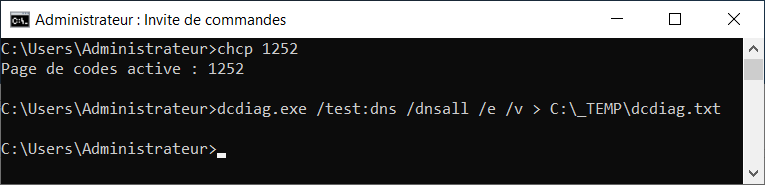 Administrateur : Invite de commandes
C:\Users\Administrateur>chcp 1252
Page de codes active : 1252
C:\Users\Administrateur>dcdiag.exe /test:dns /dnsall /e /v > C:\_TEMP\dcdiag.txt
C:\Users\Administrateur>